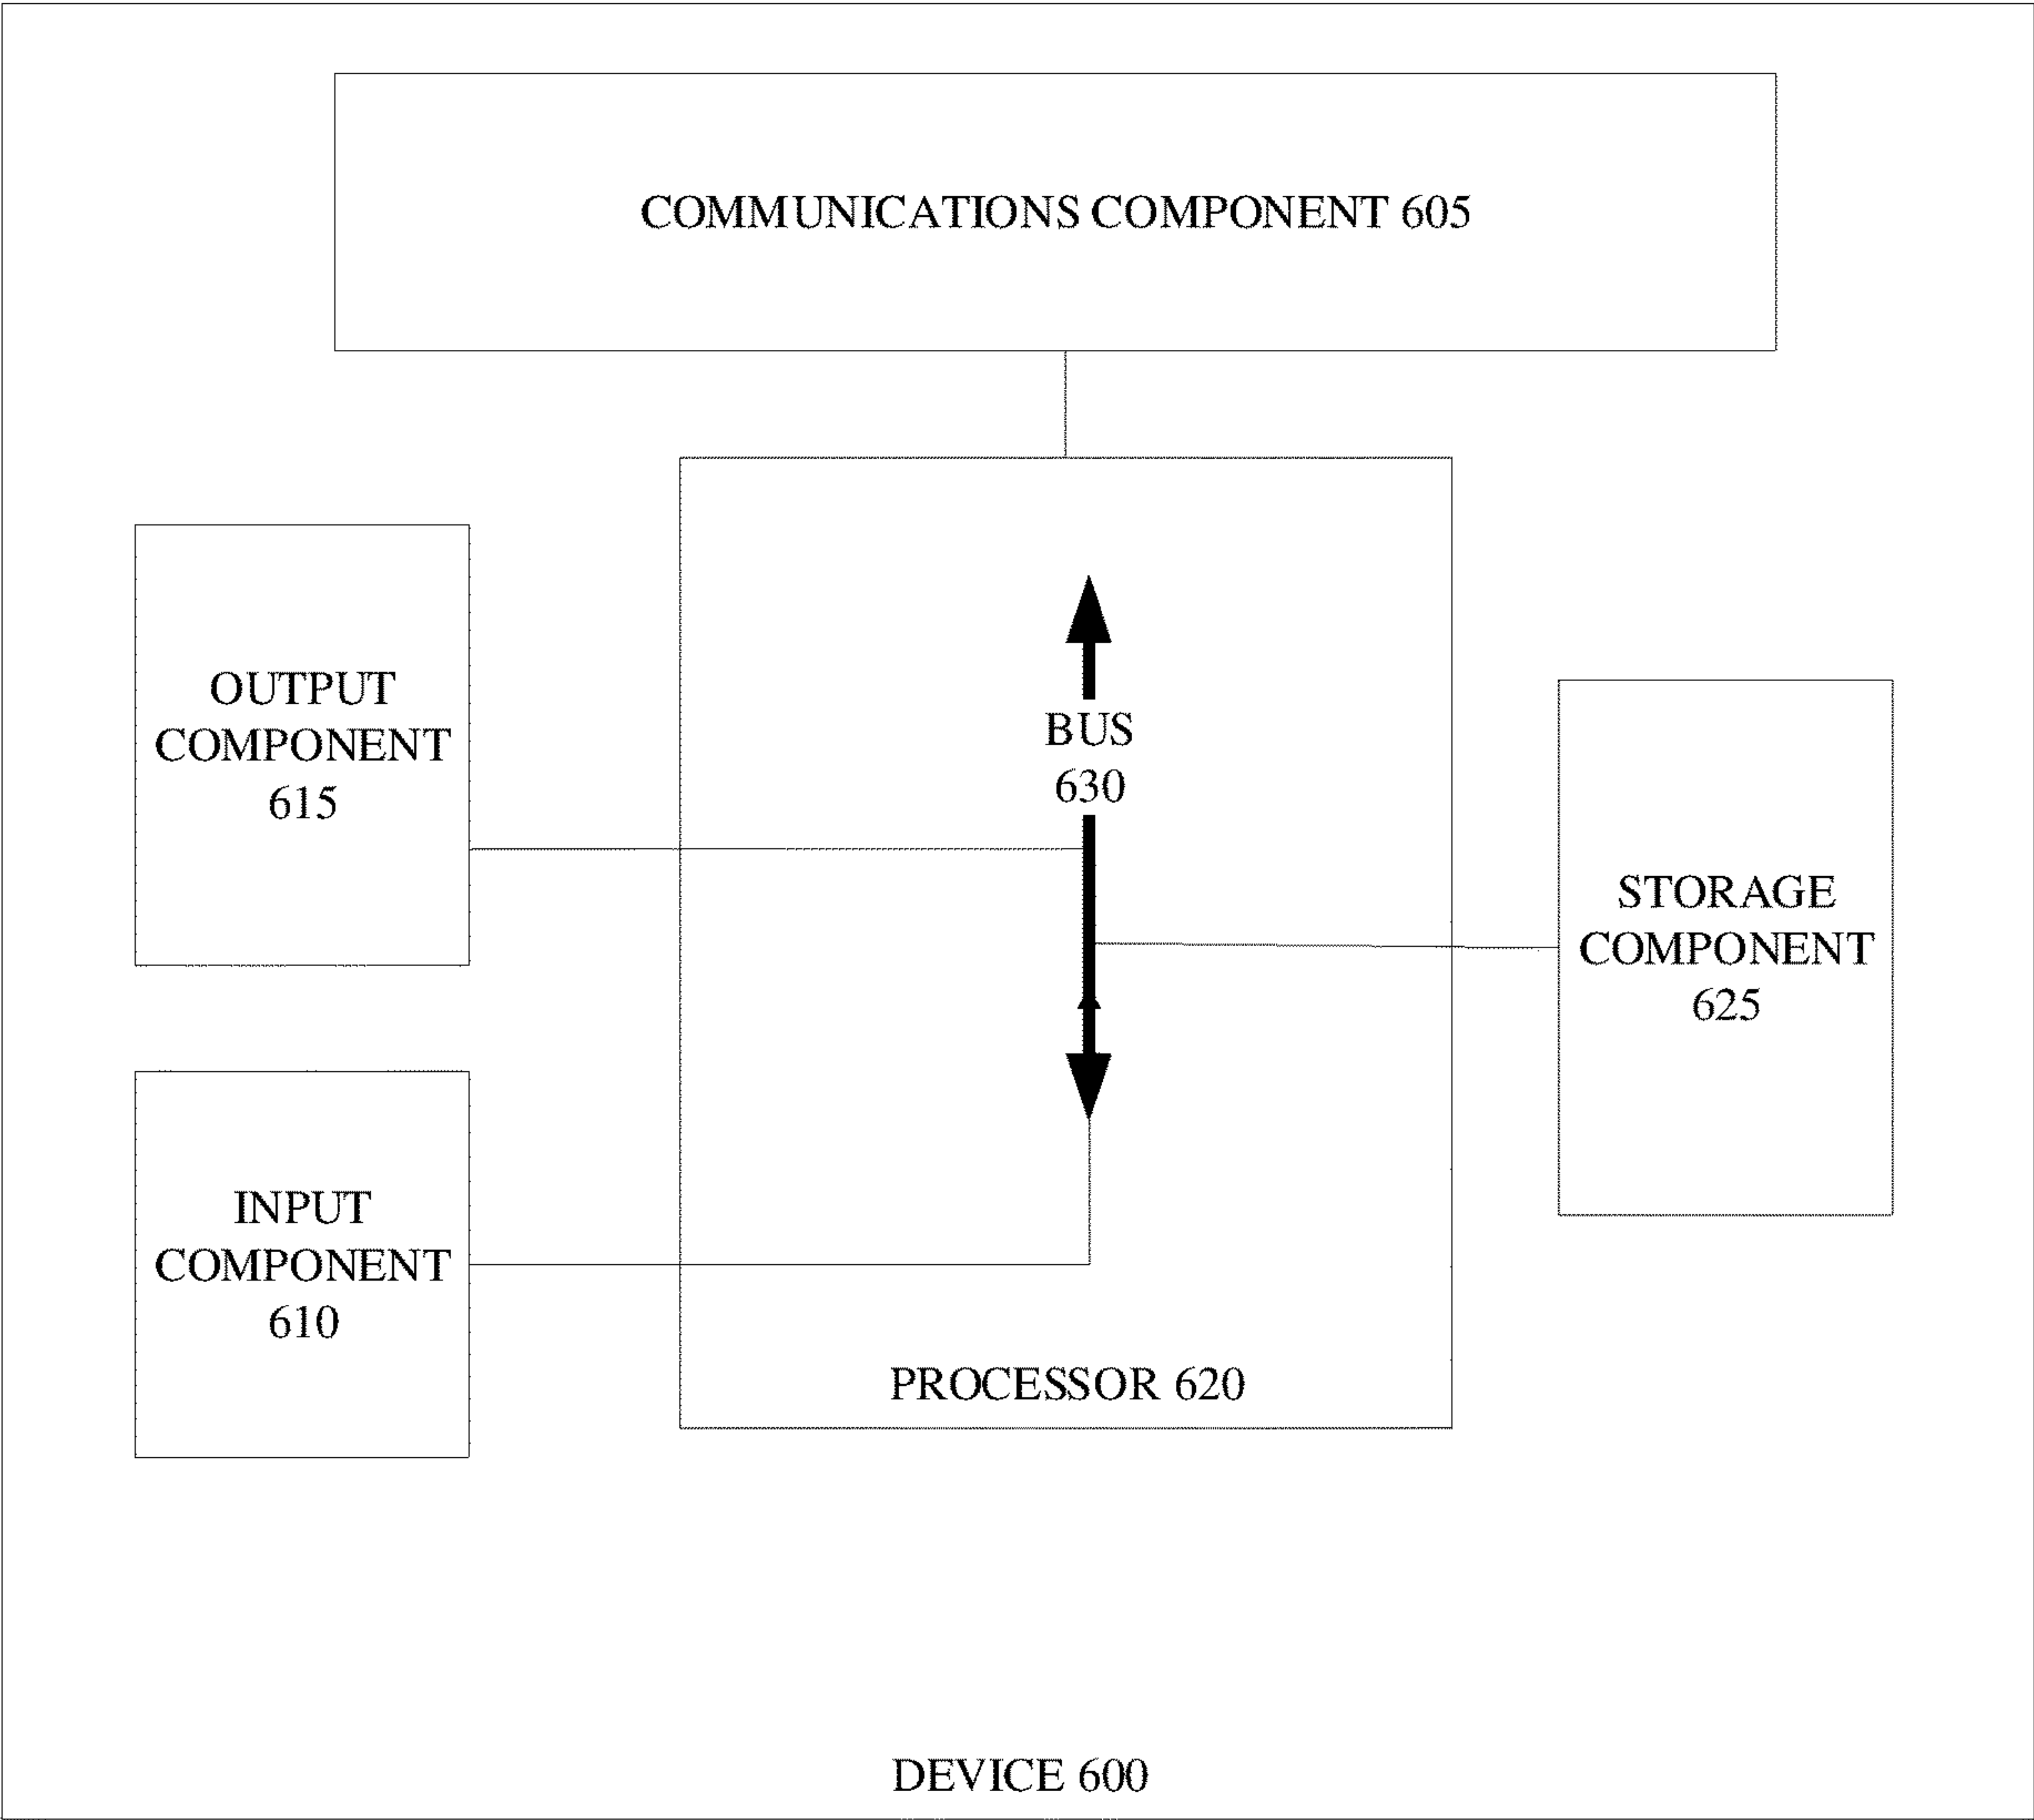 COMMUNICATIONS COMPONENT 605
OUTPUT
COMPONENT
615
BUS
630
STORAGE
COMPONENT
625
INPUT
COMPONENT
610
PROCESSOR 620
DEVICE 600